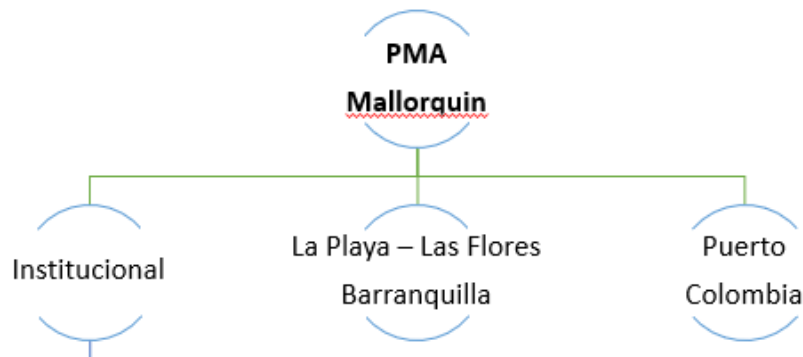 PMA
Mallorquin
Institucional
La Playa – Las Flores
Barranquilla
Puerto
Colombia